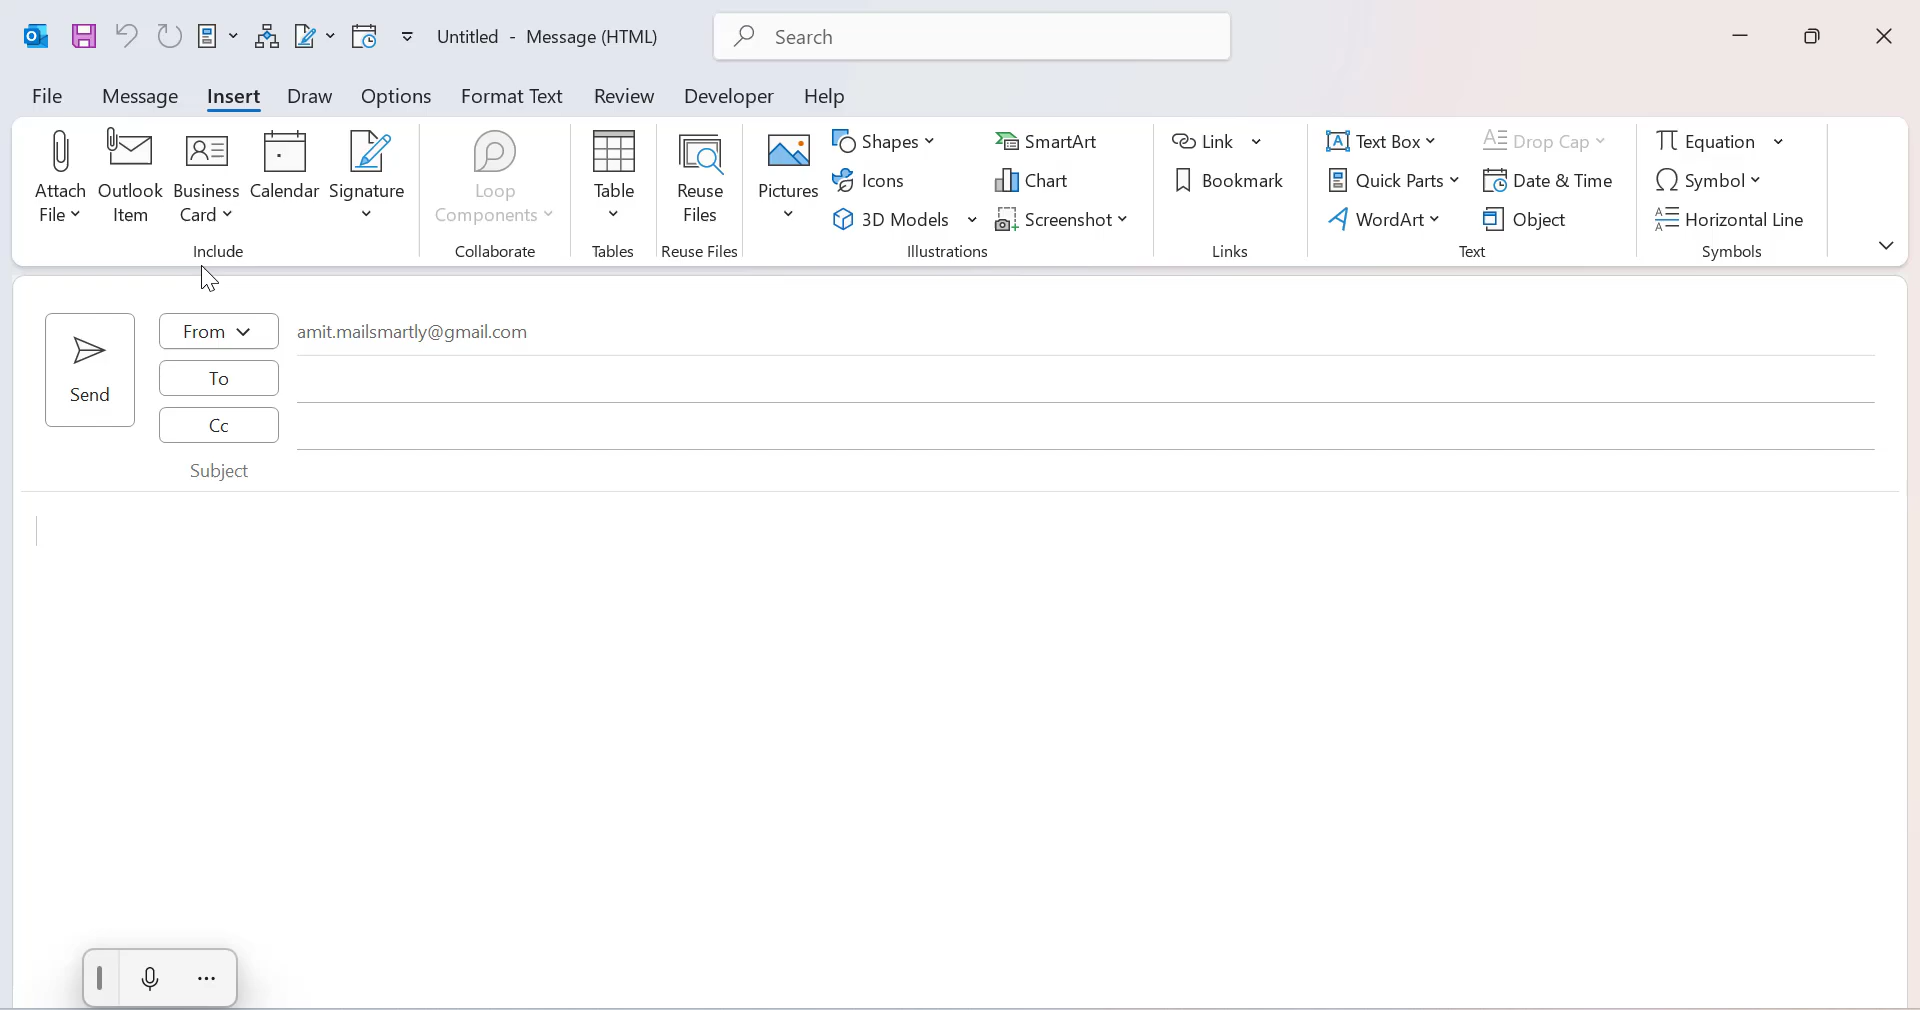 Untitled - Message (HTML)
Search
File Message Insert Draw Options Format Text Review Developer Help
Attach File
Outlook Item
Business Card
Calendar
Signature
Include
Loop Components
Collaborate
Table
Tables
Reuse Files
Reuse Files
Pictures
Shapes
Icons
3D Models
SmartArt
Chart
Screenshot
Illustrations
Link
Bookmark
Links
Text Box
Quick Parts
WordArt
Drop Cap
Date & Time
Object
Text
Equation
Symbol
Horizontal Line
Symbols
Send
From amit.mailsmartly@gmail.com
To
Cc
Subject